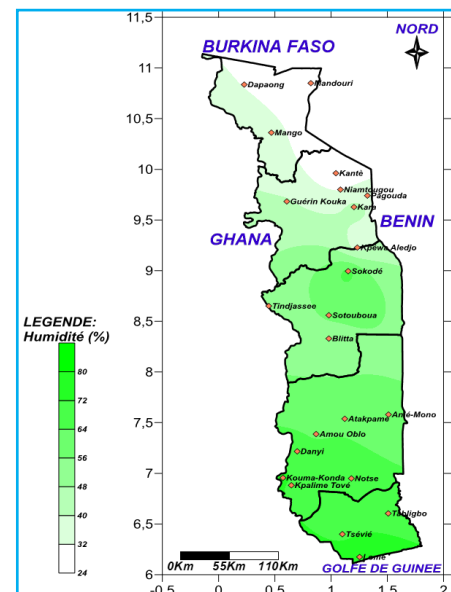 NORD
BURKINA FASO
11,5
11
10,5
10
9,5
9
8,5
8
7,5
7
6,5
6
Dapaong
Mandouri
Mango
Kantè
Niamtougou
Pagouda
Guérin Kouka
Kara
BENIN
GHANA
Kpewa Aledjo
Sokodé
Tindjassee
Sotouboua
Blitta
LEGENDE:
Humidité (%)
80
72
64
56
48
40
32
24
Anié-Mono
Atakpamé
Amou Oblo
Danyi
Kouma-Konda
Notse
Kpalime Tové
Tabligbo
Tsévié
Lomé
0Km 55Km 110Km
GOLFE DE GUINEE
-0.5 0 0.5 1 1.5 2